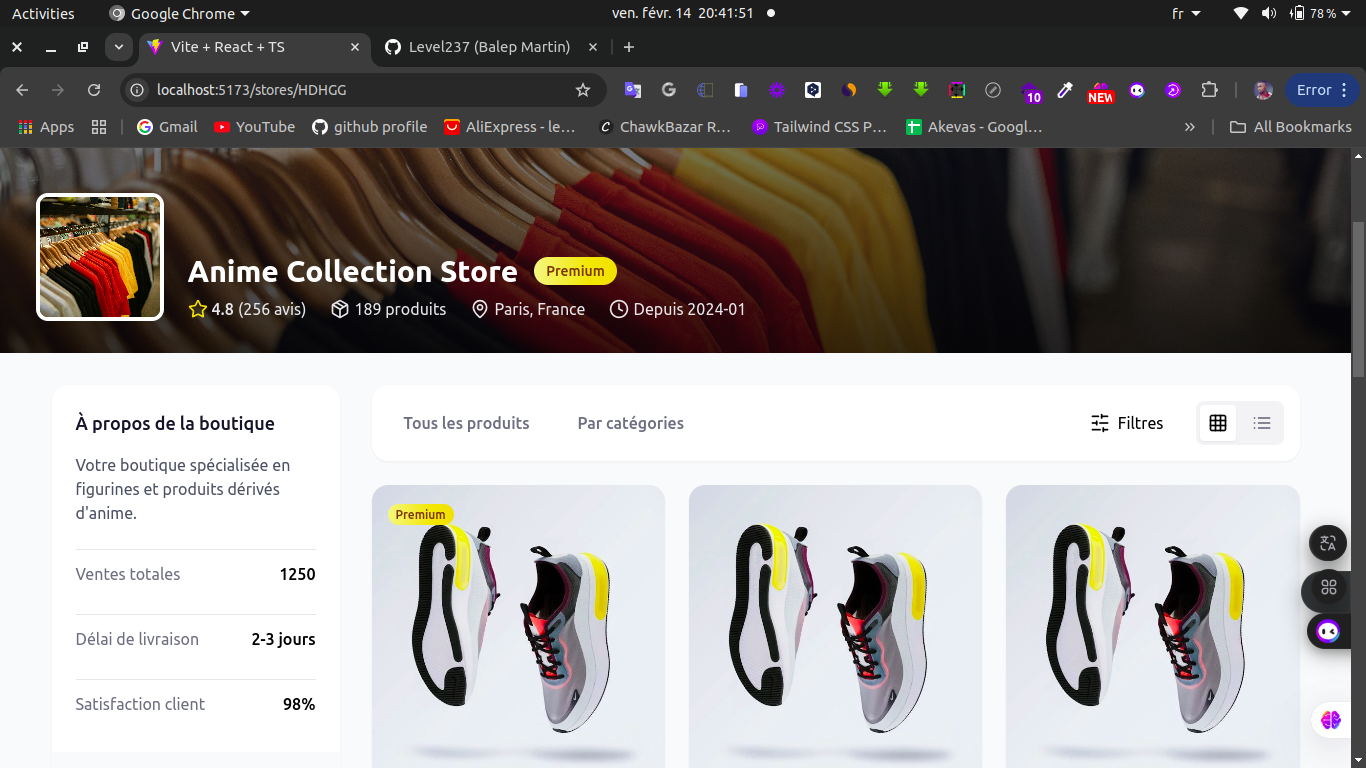 Activities Google Chrome ven. févr. 14 20:41:51 fr 78 %
Vite + React + TS Level237 (Balep Martin)
localhost:5173/stores/HDHGG 10 NEW Error
Apps Gmail YouTube github profile AliExpress - le… ChawkBazar R… Tailwind CSS P… Akevas - Googl… » All Bookmarks
Anime Collection Store Premium
4.8 (256 avis) 189 produits Paris, France Depuis 2024-01
À propos de la boutique
Votre boutique spécialisée en
figurines et produits dérivés
d'anime.
Ventes totales 1250
Délai de livraison 2-3 jours
Satisfaction client 98%
Tous les produits Par catégories Filtres
Premium